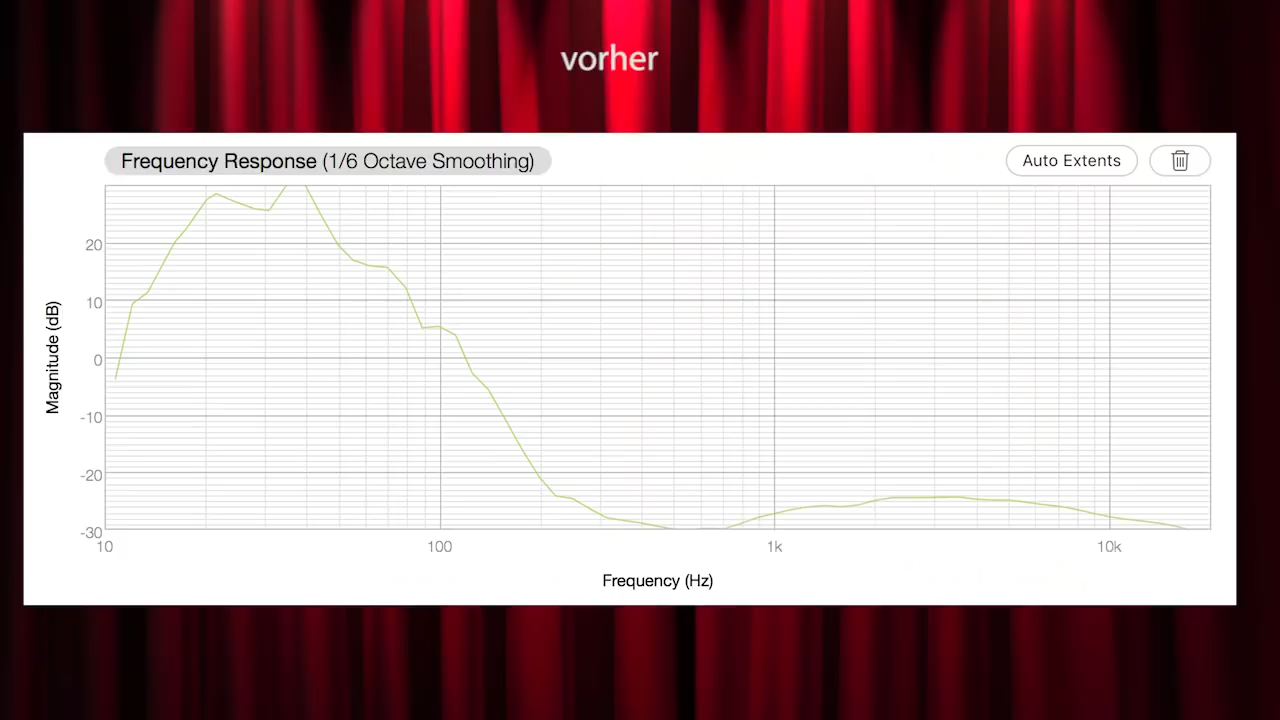 vorher
Frequency Response (1/6 Octave Smoothing)
Auto Extents
20
10
0
-10
-20
-30
Magnitude (dB)
10 100 1k 10k
Frequency (Hz)